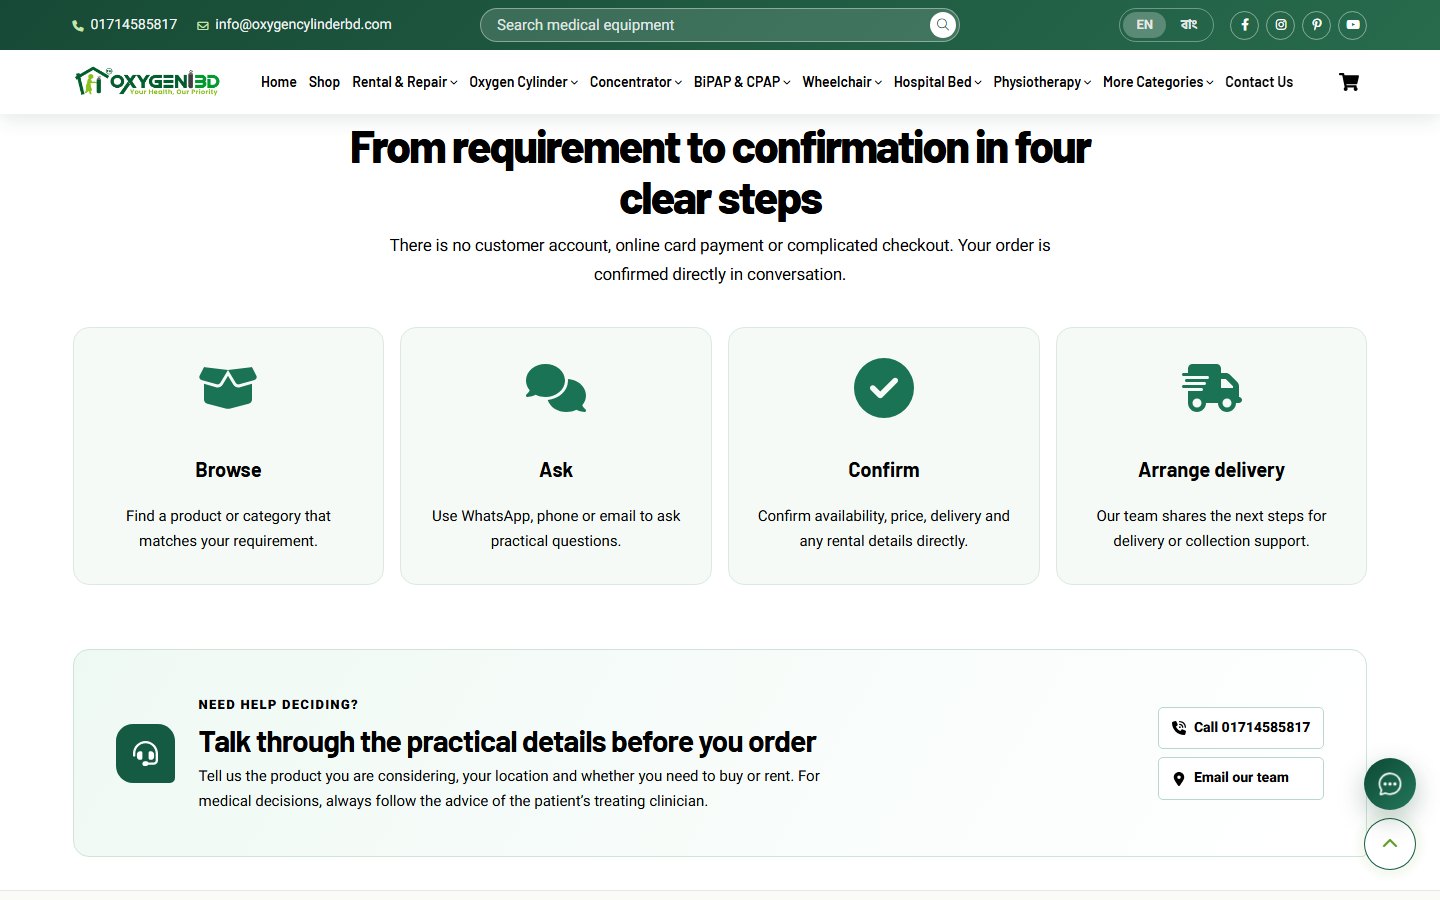 01714585817
info@oxygencylinderbd.com
Search medical equipment
EN
বাং
OXYGEN BD
Your Health, Our Priority
Home
Shop
Rental & Repair
Oxygen Cylinder
Concentrator
BiPAP & CPAP
Wheelchair
Hospital Bed
Physiotherapy
More Categories
Contact Us
From requirement to confirmation in four
clear steps
There is no customer account, online card payment or complicated checkout. Your order is
confirmed directly in conversation.
Browse
Find a product or category that
matches your requirement.
Ask
Use WhatsApp, phone or email to ask
practical questions.
Confirm
Confirm availability, price, delivery and
any rental details directly.
Arrange delivery
Our team shares the next steps for
delivery or collection support.
NEED HELP DECIDING?
Talk through the practical details before you order
Tell us the product you are considering, your location and whether you need to buy or rent. For
medical decisions, always follow the advice of the patient’s treating clinician.
Call 01714585817
Email our team